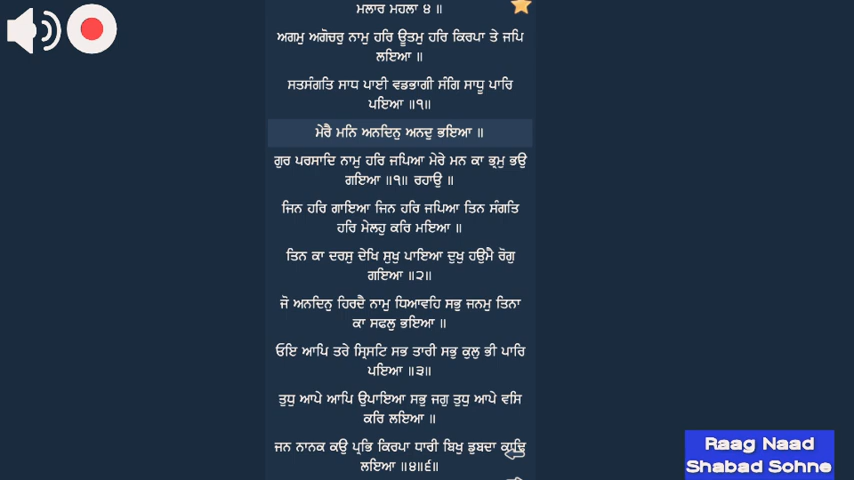 ਮਲਾਰ ਮਹਲਾ ੪ ॥
ਅਗਮੁ ਅਗੋਚਰੁ ਨਾਮੁ ਹਰਿ ਊਤਮੁ ਹਰਿ ਕਿਰਪਾ ਤੇ ਜਪਿ
ਲਇਆ ॥
ਸਤਸੰਗਤਿ ਸਾਧ ਪਾਈ ਵਡਭਾਗੀ ਸੰਗਿ ਸਾਧੂ ਪਾਰਿ
ਪਇਆ ॥੧॥
ਮੇਰੈ ਮਨਿ ਅਨਦਿਨੁ ਅਨਦੁ ਭਇਆ ॥
ਗੁਰ ਪਰਸਾਦਿ ਨਾਮੁ ਹਰਿ ਜਪਿਆ ਮੇਰੇ ਮਨ ਕਾ ਭ੍ਰਮੁ ਭਉ
ਗਇਆ ॥੧॥ ਰਹਾਉ ॥
ਜਿਨ ਹਰਿ ਗਾਇਆ ਜਿਨ ਹਰਿ ਜਪਿਆ ਤਿਨ ਸੰਗਤਿ
ਹਰਿ ਮੇਲਹੁ ਕਰਿ ਮਇਆ ॥
ਤਿਨ ਕਾ ਦਰਸੁ ਦੇਖਿ ਸੁਖੁ ਪਾਇਆ ਦੁਖੁ ਹਉਮੈ ਰੋਗੁ
ਗਇਆ ॥੨॥
ਜੋ ਅਨਦਿਨੁ ਹਿਰਦੈ ਨਾਮੁ ਧਿਆਵਹਿ ਸਭੁ ਜਨਮੁ ਤਿਨਾ
ਕਾ ਸਫਲੁ ਭਇਆ ॥
ਓਇ ਆਪਿ ਤਰੇ ਸ੍ਰਿਸਟਿ ਸਭ ਤਾਰੀ ਸਭੁ ਕੁਲੁ ਭੀ ਪਾਰਿ
ਪਇਆ ॥੩॥
ਤੁਧੁ ਆਪੇ ਆਪਿ ਉਪਾਇਆ ਸਭੁ ਜਗੁ ਤੁਧੁ ਆਪੇ ਵਸਿ
ਕਰਿ ਲਇਆ ॥
ਜਨ ਨਾਨਕ ਕਉ ਪ੍ਰਭਿ ਕਿਰਪਾ ਧਾਰੀ ਬਿਖੁ ਡੁਬਦਾ ਕਾਢਿ
ਲਇਆ ॥੪॥੬॥
Raag Naad
Shabad Sohne